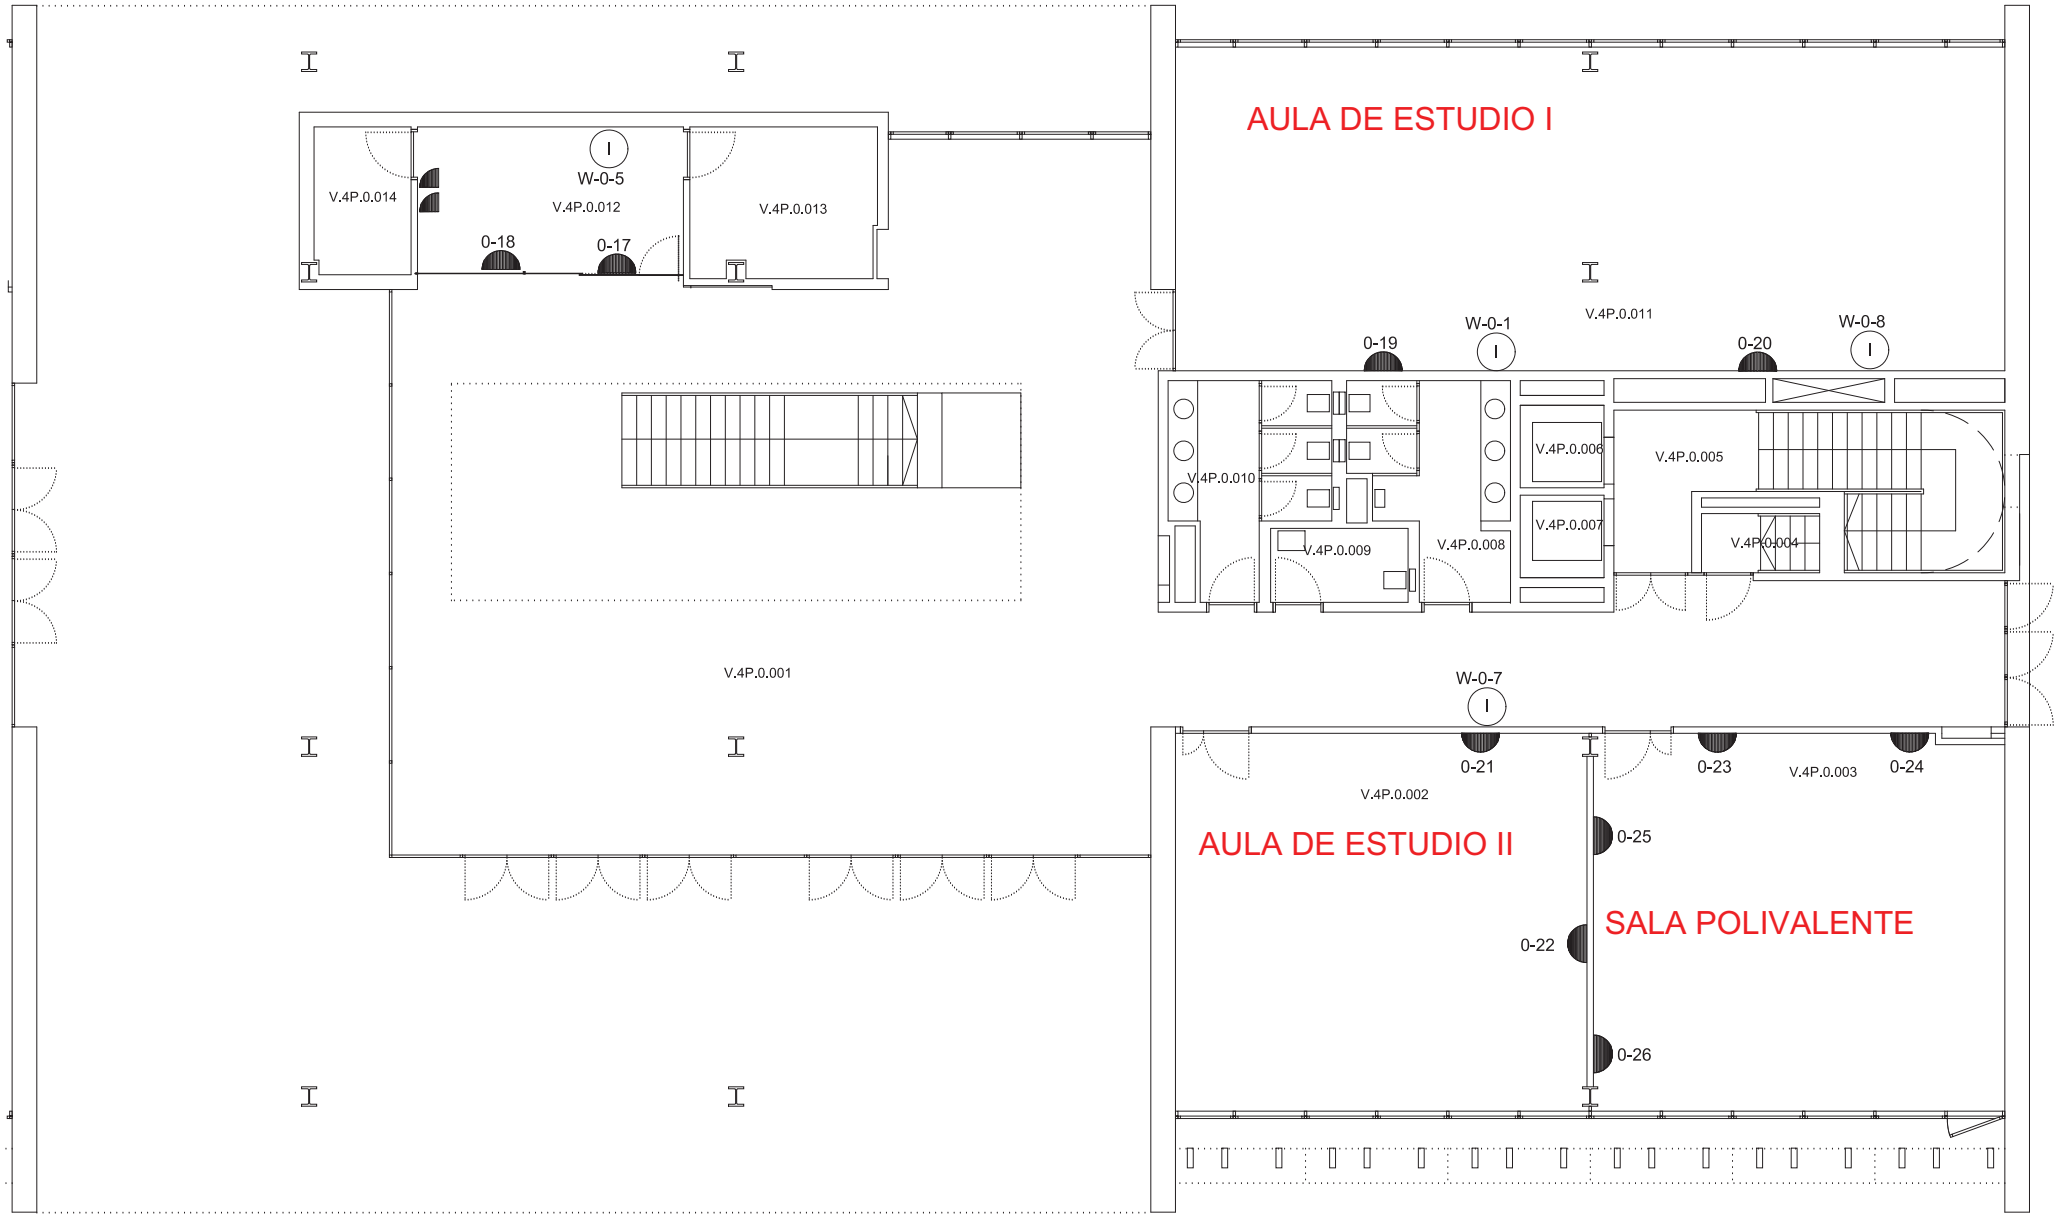 AULA DE ESTUDIO I
I
W-0-5
V.4P.0.014
V.4P.0.012
V.4P.0.013
0-18
0-17
V.4P.0.011
W-0-1
W-0-8
0-19
0-20
I
I
V.4P.0.006
V.4P.0.005
V.4P.0.010
V.4P.0.007
V.4P.0.009
V.4P.0.008
V.4P.0.004
V.4P.0.001
W-0-7
I
0-21
0-23
0-24
V.4P.0.003
V.4P.0.002
AULA DE ESTUDIO II
0-25
SALA POLIVALENTE
0-22
0-26